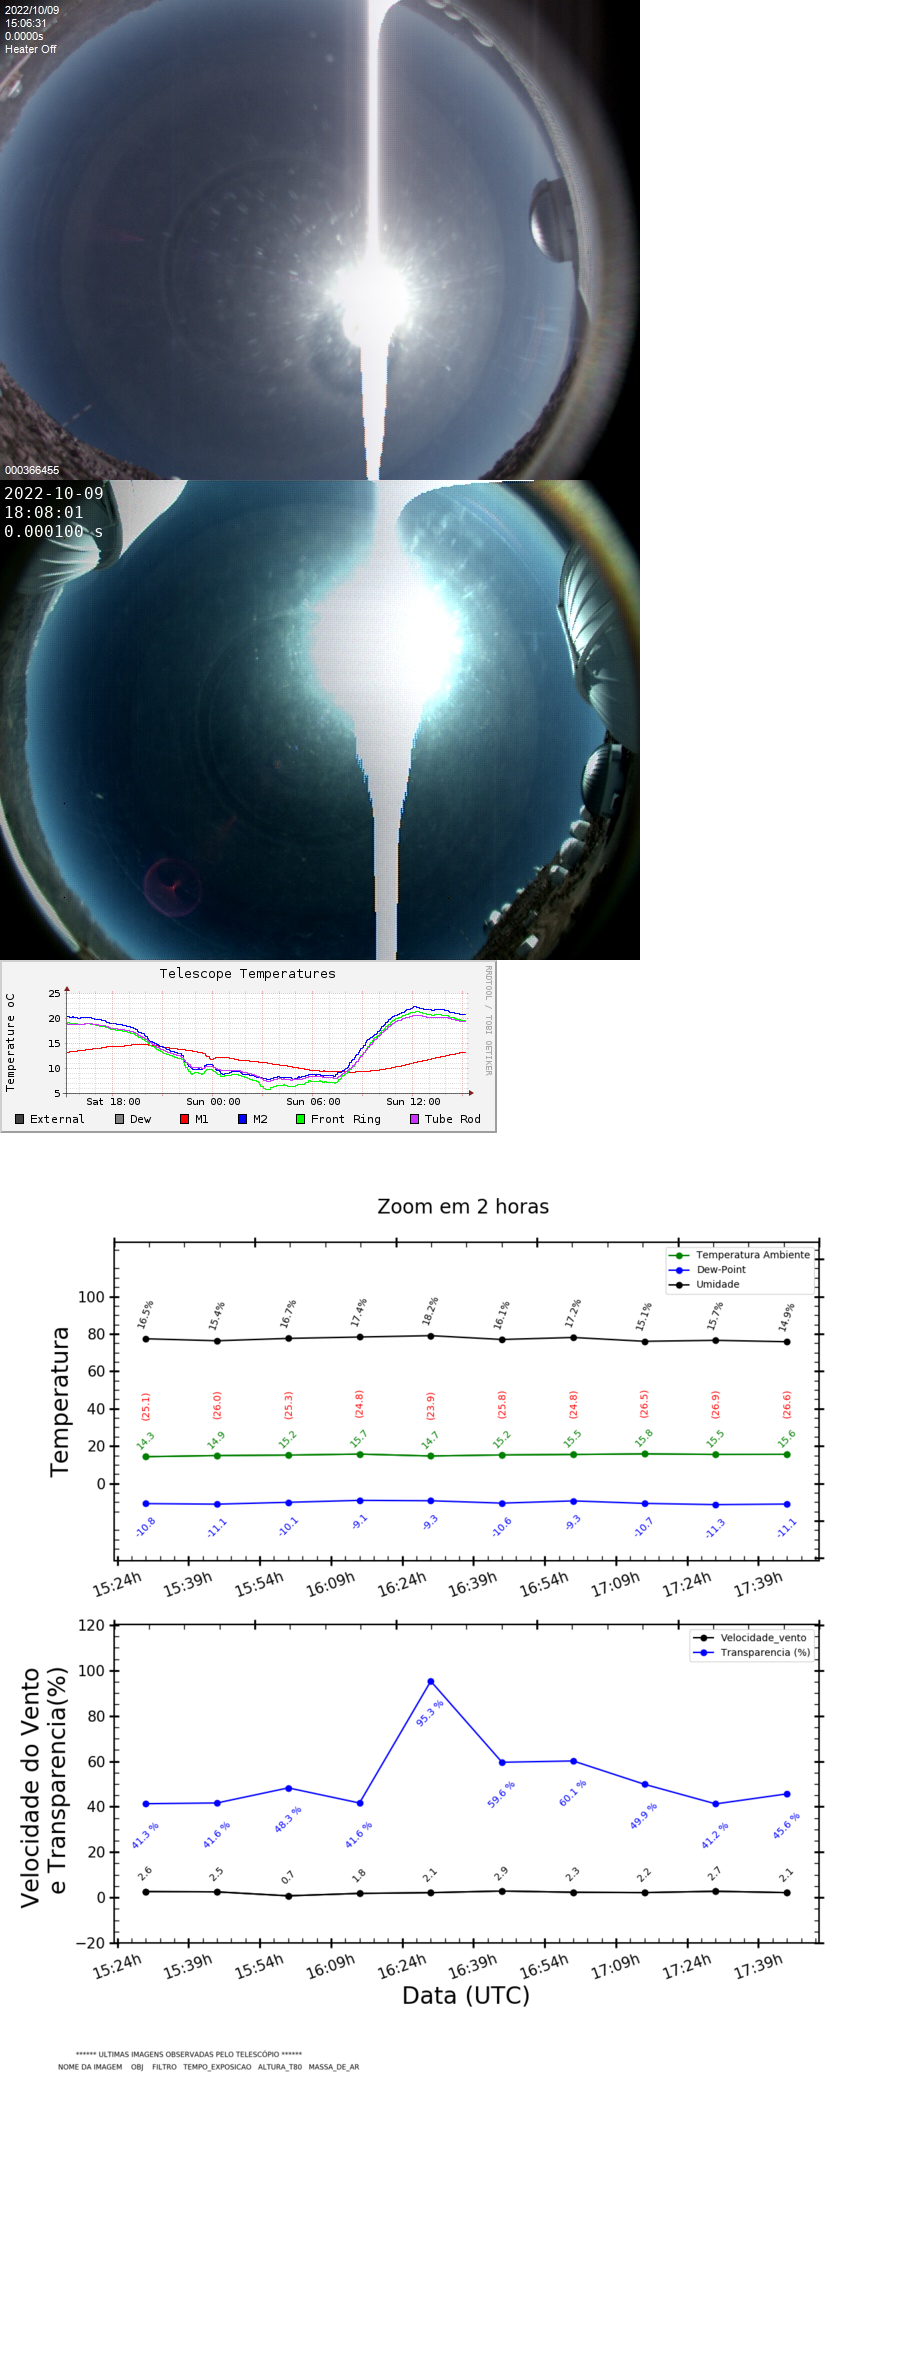 2022/10/09
15:06:31
0.0000s
Heater Off
000366455
2022-10-09
18:08:01
0.000100 s
Telescope Temperatures
RRDTOOL / TOBI OETIKER
Temperature oC
25
20
15
10
5
Sat 18:00 Sun 00:00 Sun 06:00 Sun 12:00
External Dew M1 M2 Front Ring Tube Rod
Zoom em 2 horas
Temperatura Ambiente
Dew-Point
Umidade
Temperatura
100
80
60
40
20
0
16.5% 15.4% 16.7% 17.4% 18.2% 16.1% 17.2% 15.1% 15.7% 14.9%
(25.1) (26.0) (25.3) (24.8) (23.9) (25.8) (24.8) (26.5) (26.9) (26.6)
14.3 14.9 15.2 15.7 14.7 15.2 15.5 15.8 15.5 15.6
-10.8 -11.1 -10.1 -9.1 -9.3 -10.6 -9.3 -10.7 -11.3 -11.1
15:24h 15:39h 15:54h 16:09h 16:24h 16:39h 16:54h 17:09h 17:24h 17:39h
Velocidade_vento
Transparencia (%)
Velocidade do Vento
e Transparencia(%)
120
100
80
60
40
20
0
−20
41.3 % 41.6 % 48.3 % 41.6 % 95.3 % 59.6 % 60.1 % 49.9 % 41.2 % 45.6 %
2.6 2.5 0.7 1.8 2.1 2.9 2.3 2.2 2.7 2.1
15:24h 15:39h 15:54h 16:09h 16:24h 16:39h 16:54h 17:09h 17:24h 17:39h
Data (UTC)
****** ULTIMAS IMAGENS OBSERVADAS PELO TELESCÓPIO ******
NOME DA IMAGEM OBJ FILTRO TEMPO_EXPOSICAO ALTURA_T80 MASSA_DE_AR